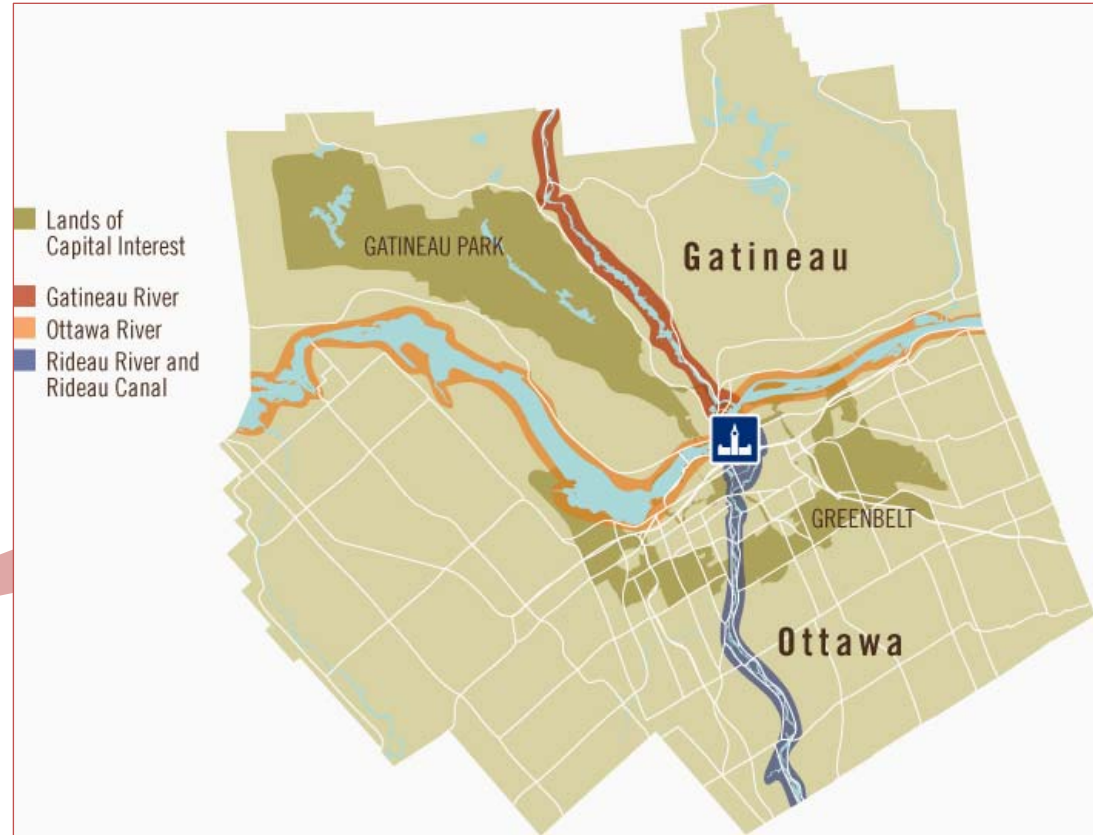 Lands of
Capital Interest
Gatineau River
Ottawa River
Rideau River and
Rideau Canal
GATINEAU PARK
Gatineau
GREENBELT
Ottawa